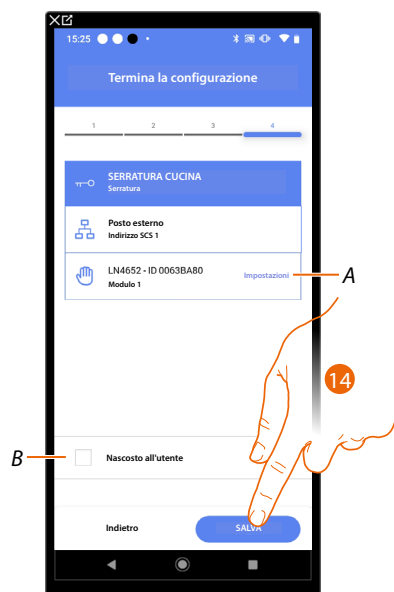 15:25
Termina la configurazione
1 2 3 4
SERRATURA CUCINA
Serratura
Posto esterno
Indirizzo SCS 1
LN4652 - ID 0063BA80
Impostazioni
A
Modulo 1
14
B
Nascosto all'utente
Indietro
SALVA